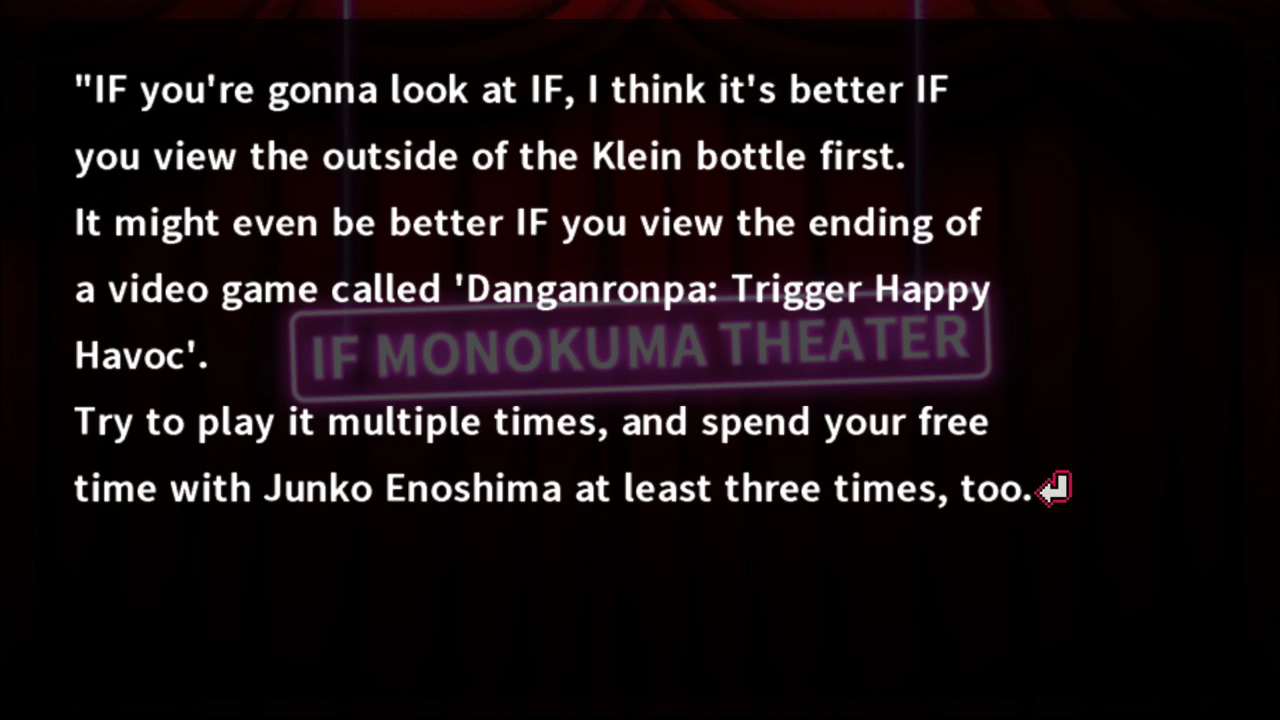 "IF you're gonna look at IF, I think it's better IF
you view the outside of the Klein bottle first.
It might even be better IF you view the ending of
a video game called 'Danganronpa: Trigger Happy
Havoc'.
IF MONOKUMA THEATER
Try to play it multiple times, and spend your free
time with Junko Enoshima at least three times, too.